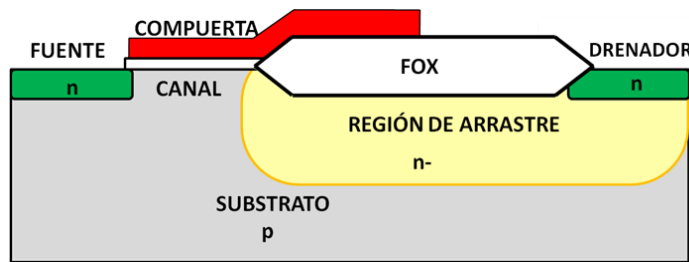 COMPUERTA
FUENTE
DRENADOR
n
CANAL
FOX
n
REGIÓN DE ARRASTRE
n-
SUBSTRATO
p